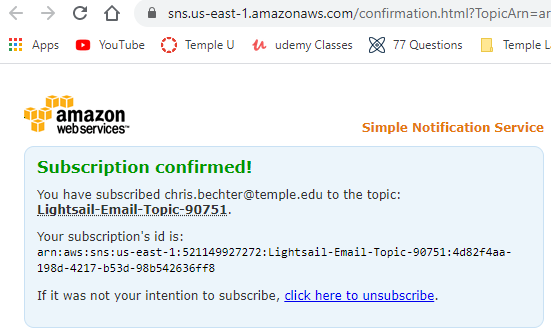 sns.us-east-1.amazonaws.com/confirmation.html?TopicArn=ar
Apps YouTube Temple U udemy Classes 77 Questions Temple La
amazon
web services™
Simple Notification Service
Subscription confirmed!
You have subscribed chris.bechter@temple.edu to the topic:
Lightsail-Email-Topic-90751.
Your subscription's id is:
arn:aws:sns:us-east-1:521149927272:Lightsail-Email-Topic-90751:4d82f4aa-
198d-4217-b53d-98b542636ff8
If it was not your intention to subscribe, click here to unsubscribe.